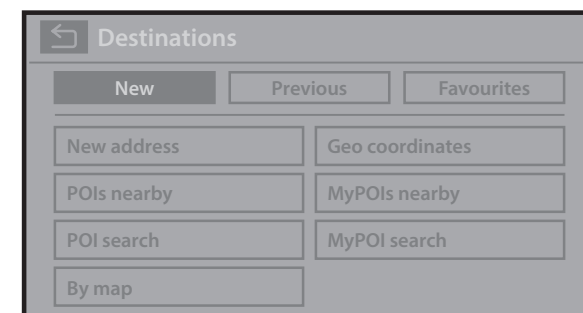 Destinations
New Previous Favourites
New address Geo coordinates
POIs nearby MyPOIs nearby
POI search MyPOI search
By map